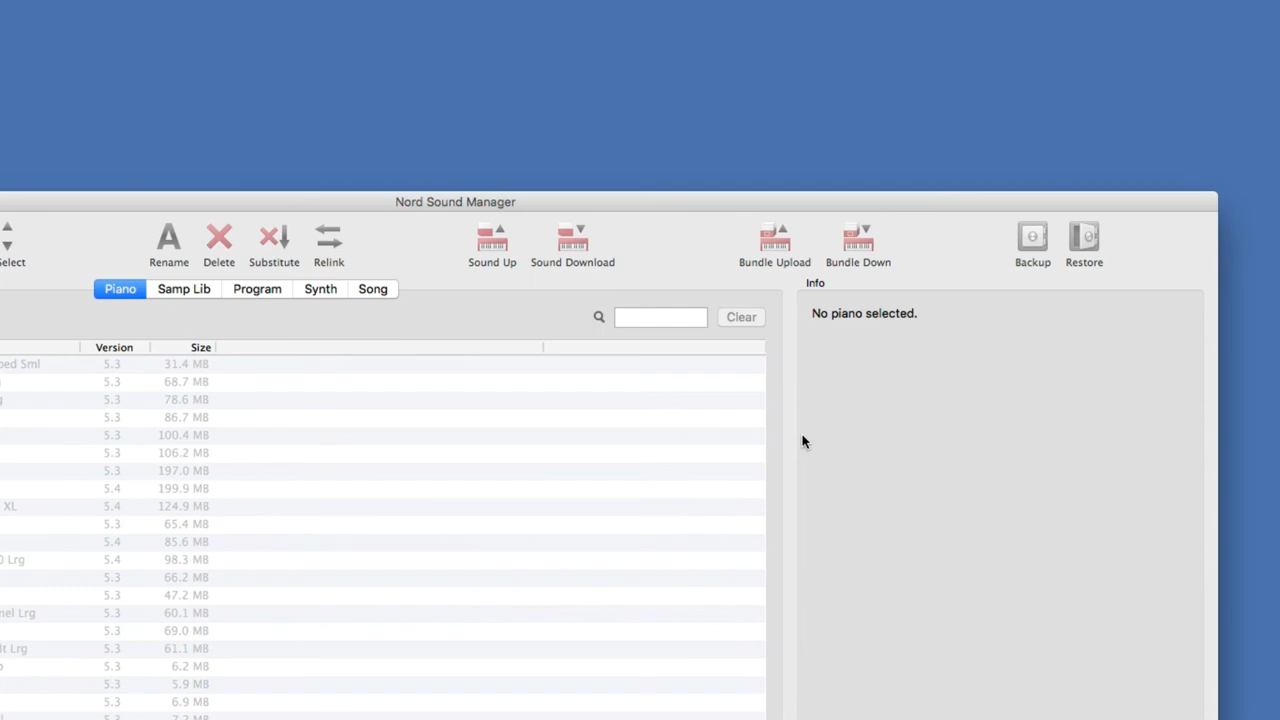 Nord Sound Manager
Select Rename Delete Substitute Relink Sound Up Sound Download Bundle Upload Bundle Down Backup Restore
Piano Samp Lib Program Synth Song
Info
Clear
No piano selected.
Version Size
Sml 5.3 31.4 MB
5.3 68.7 MB
5.3 78.6 MB
5.3 86.7 MB
5.3 100.4 MB
5.3 106.2 MB
5.3 197.0 MB
5.4 199.9 MB
XL 5.4 124.9 MB
5.3 65.4 MB
5.4 85.6 MB
Lrg 5.4 98.3 MB
5.3 66.2 MB
5.3 47.2 MB
Lrg 5.3 60.1 MB
5.3 69.0 MB
Lrg 5.3 61.1 MB
5.3 6.2 MB
5.3 5.9 MB
5.3 6.9 MB
5.3 7.2 MB